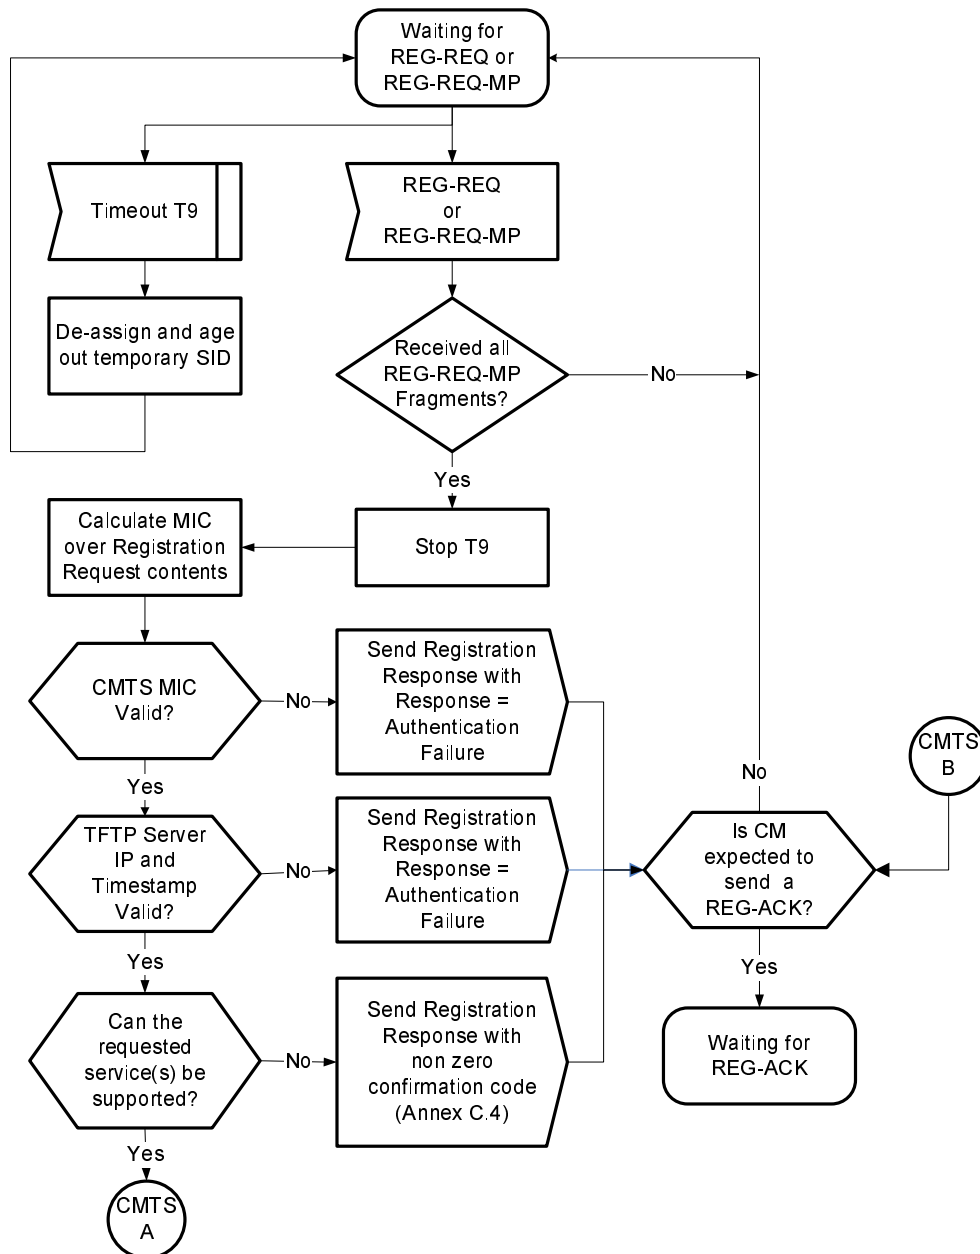 Waiting for
REG-REQ or
REG-REQ-MP
Timeout T9
REG-REQ
or
REG-REQ-MP
De-assign and age
out temporary SID
Received all
REG-REQ-MP
Fragments?
No
Yes
Calculate MIC
over Registration
Request contents
Stop T9
CMTS MIC
Valid?
No
Send Registration
Response with
Response =
Authentication
Failure
Yes
CMTS
B
No
TFTP Server
IP and
Timestamp
Valid?
No
Send Registration
Response with
Response =
Authentication
Failure
Is CM
expected to
send a
REG-ACK?
Yes
Yes
Can the
requested
service(s) be
supported?
No
Send Registration
Response with
non zero
confirmation code
(Annex C.4)
Waiting for
REG-ACK
Yes
CMTS
A